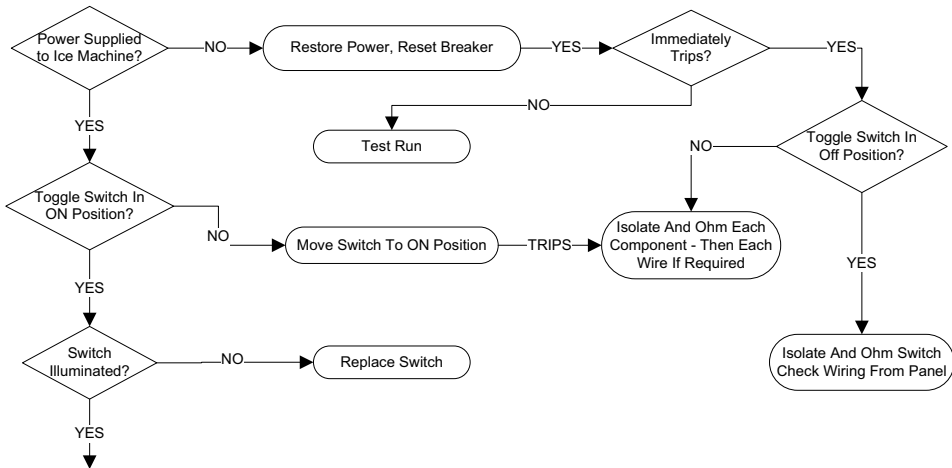 Power Supplied
to Ice Machine?
NO
Restore Power, Reset Breaker
YES
Immediately
Trips?
YES
NO
Test Run
YES
Toggle Switch In
Off Position?
NO
Toggle Switch In
ON Position?
NO
Move Switch To ON Position
TRIPS
Isolate And Ohm Each
Component - Then Each
Wire If Required
YES
YES
Isolate And Ohm Switch
Check Wiring From Panel
Switch
Illuminated?
NO
Replace Switch
YES